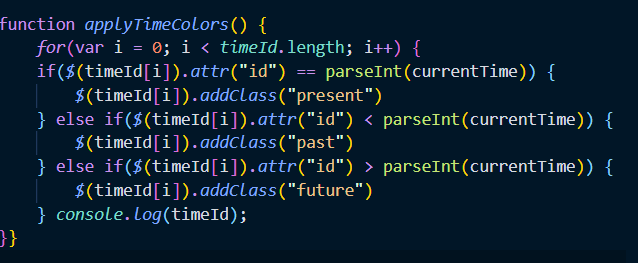 function applyTimeColors() {
for(var i = 0; i < timeId.length; i++) {
if($(timeId[i]).attr("id") == parseInt(currentTime)) {
$(timeId[i]).addClass("present")
} else if($(timeId[i]).attr("id") < parseInt(currentTime)) {
$(timeId[i]).addClass("past")
} else if($(timeId[i]).attr("id") > parseInt(currentTime)) {
$(timeId[i]).addClass("future")
} console.log(timeId);
}}